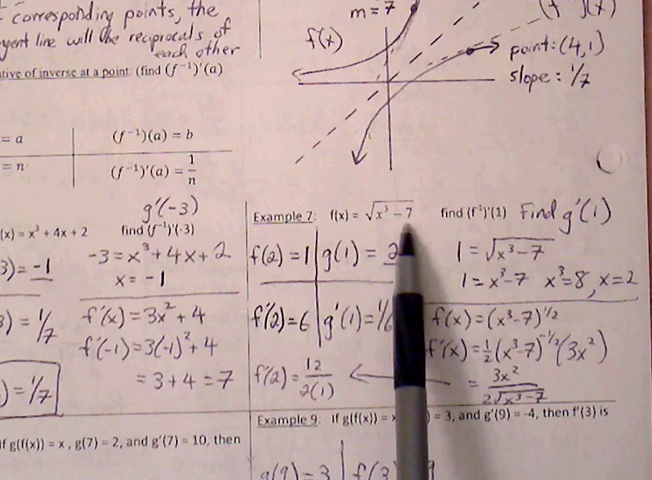 corresponding points, the
line will be reciprocals of
each other
m = 7
f(x)
point: (4,1)
slope: 1/7
ative of inverse at a point: (find (f⁻¹)'(a)
= a
(f⁻¹)(a) = b
= n
(f⁻¹)'(a) = 1/n
g'(-3)
(x) = x³ + 4x + 2 find (f⁻¹)'(-3)
3) = -1
-3 = x³ + 4x + 2
x = -1
3) = 1/7
f'(x) = 3x² + 4
f'(-1) = 3(-1)² + 4
= 3 + 4 = 7
) = 1/7
Example 7: f(x) = √x³ - 7 find (f⁻¹)'(1) Find g'(1)
f(2) = 1 g(1) = 2
1 = √x³-7
1 = x³-7 x³=8, x=2
f'(2) = 6 g'(1) = 1/6
f(x) = (x³-7)^1/2
f'(x) = 1/2 (x³-7)^-1/2 (3x²)
f'(2) = 12/2(1)
= 3x²/2√x³-7
if g(f(x)) = x , g(7) = 2, and g'(7) = 10, then
Example 9: If g(f(x)) = x ) = 3, and g'(9) = -4, then f'(3) is
g(9) = 3 f(3